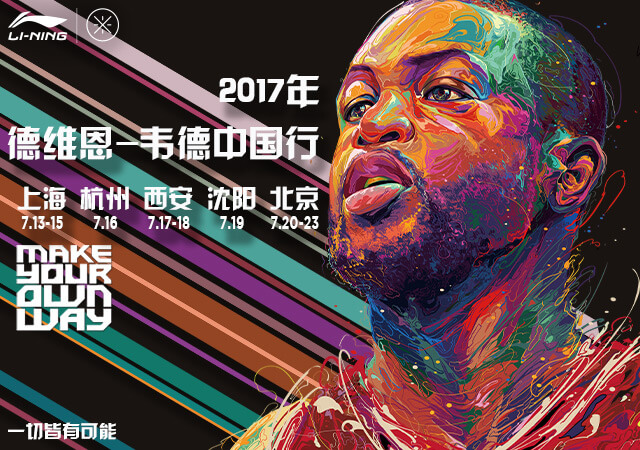 LI-NING
2017年
德维恩-韦德中国行
上海 杭州 西安 沈阳 北京
7.13-15 7.16 7.17-18 7.19 7.20-23
MAKE
YOUR
OWN
WAY
一切皆有可能